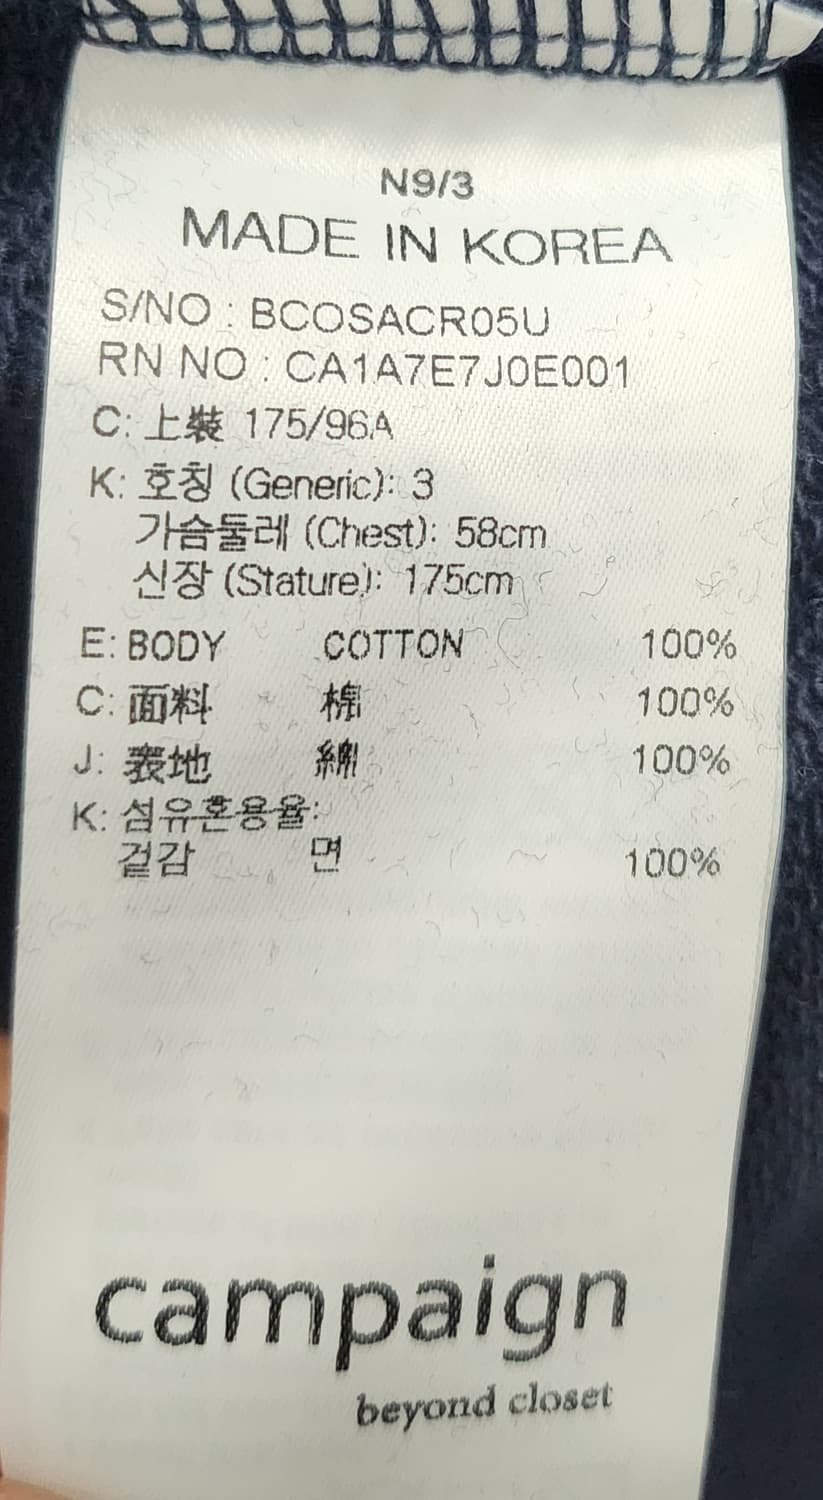 N9/3
MADE IN KOREA
S/NO : BCOSACR05U
RN NO : CA1A7E7J0E001
C: 上裝 175/96A
K: 호칭 (Generic): 3
가슴둘레 (Chest): 58cm
신장 (Stature): 175cm
E: BODY COTTON 100%
C: 面料 棉 100%
J: 表地 綿 100%
K: 섬유혼용율:
겉감 면 100%
campaign
beyond closet